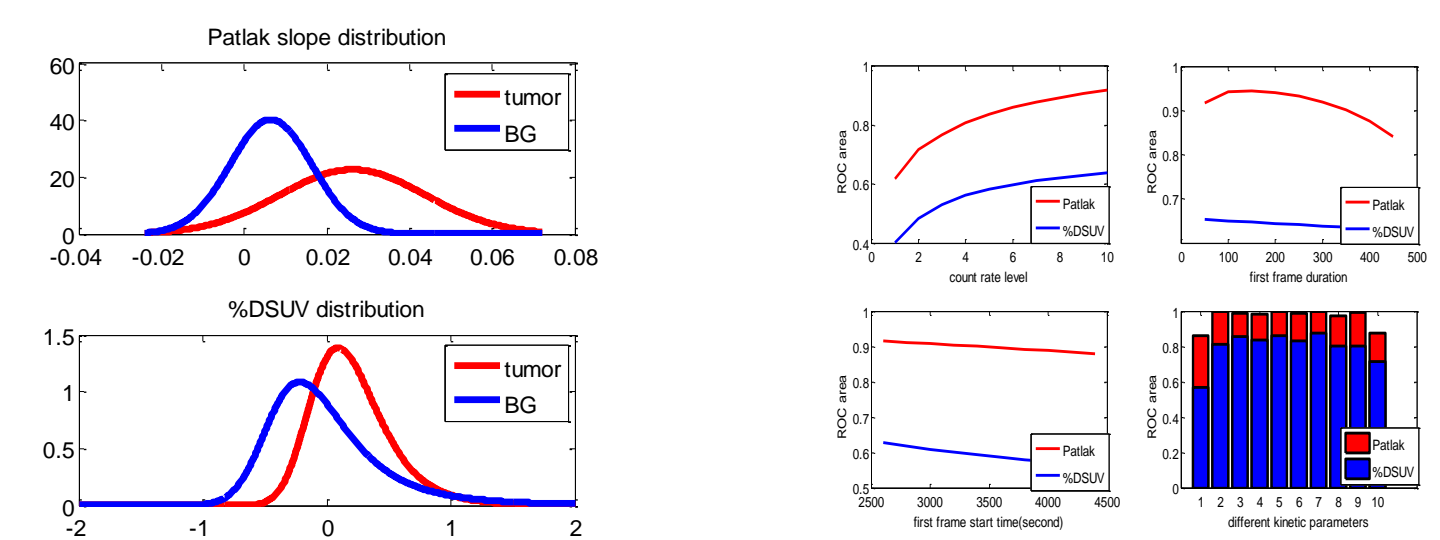 Patlak slope distribution
60
40
20
0
-0.04 -0.02 0 0.02 0.04 0.06 0.08
tumor
BG
%DSUV distribution
1.5
1
0.5
0
-2 -1 0 1 2
tumor
BG
1
0.8
0.6
0.4
ROC area
0 2 4 6 8 10
count rate level
Patlak
%DSUV
1
0.9
0.8
0.7
ROC area
0 100 200 300 400 500
first frame duration
Patlak
%DSUV
1
0.9
0.8
0.7
0.6
0.5
ROC area
2500 3000 3500 4000 4500
first frame start time(second)
Patlak
%DSUV
1
0.8
0.6
0.4
0.2
0
ROC area
1 2 3 4 5 6 7 8 9 10
different kinetic parameters
Patlak
%DSUV